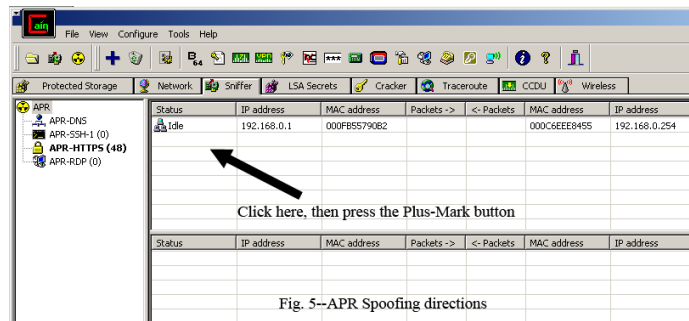 Cain
File View Configure Tools Help
B64
Protected Storage Network Sniffer LSA Secrets Cracker Traceroute CCDU Wireless
APR
APR-DNS
APR-SSH-1 (0)
APR-HTTPS (48)
APR-RDP (0)
Status IP address MAC address Packets -> <- Packets MAC address IP address
Idle 192.168.0.1 000FB55790B2 000C6EEE8455 192.168.0.254
Click here, then press the Plus-Mark button
Status IP address MAC address Packets -> <- Packets MAC address IP address
Fig. 5--APR Spoofing directions